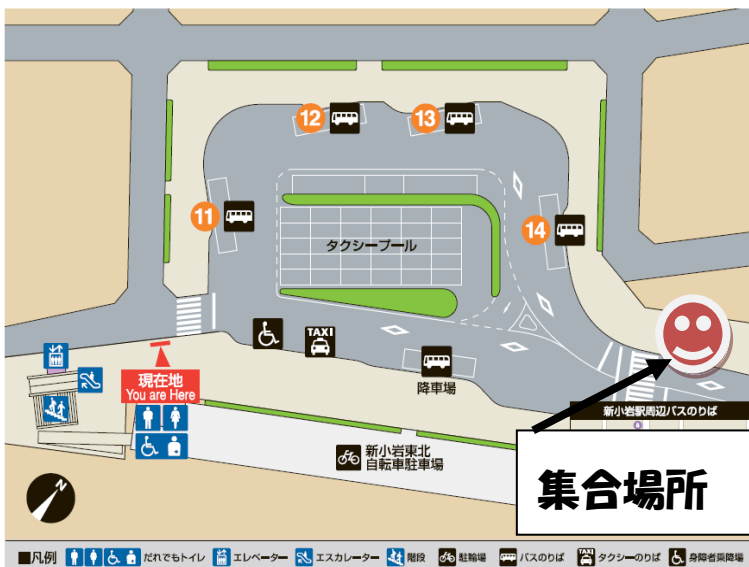 12
13
11
14
タクシープール
TAXI
降車場
現在地
You are Here
新小岩東北
自転車駐車場
新小岩駅周辺バスのりば
集合場所
N
■凡例 だれでもトイレ エレベーター エスカレーター 階段 駐輪場 バスのりば TAXI タクシーのりば 身障者乗降場